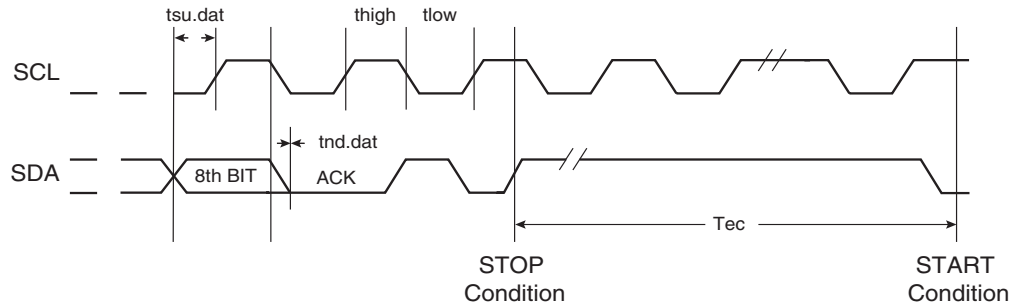 tsu.dat
thigh
tlow
SCL
tnd.dat
SDA
8th BIT
ACK
Tec
STOP
Condition
START
Condition